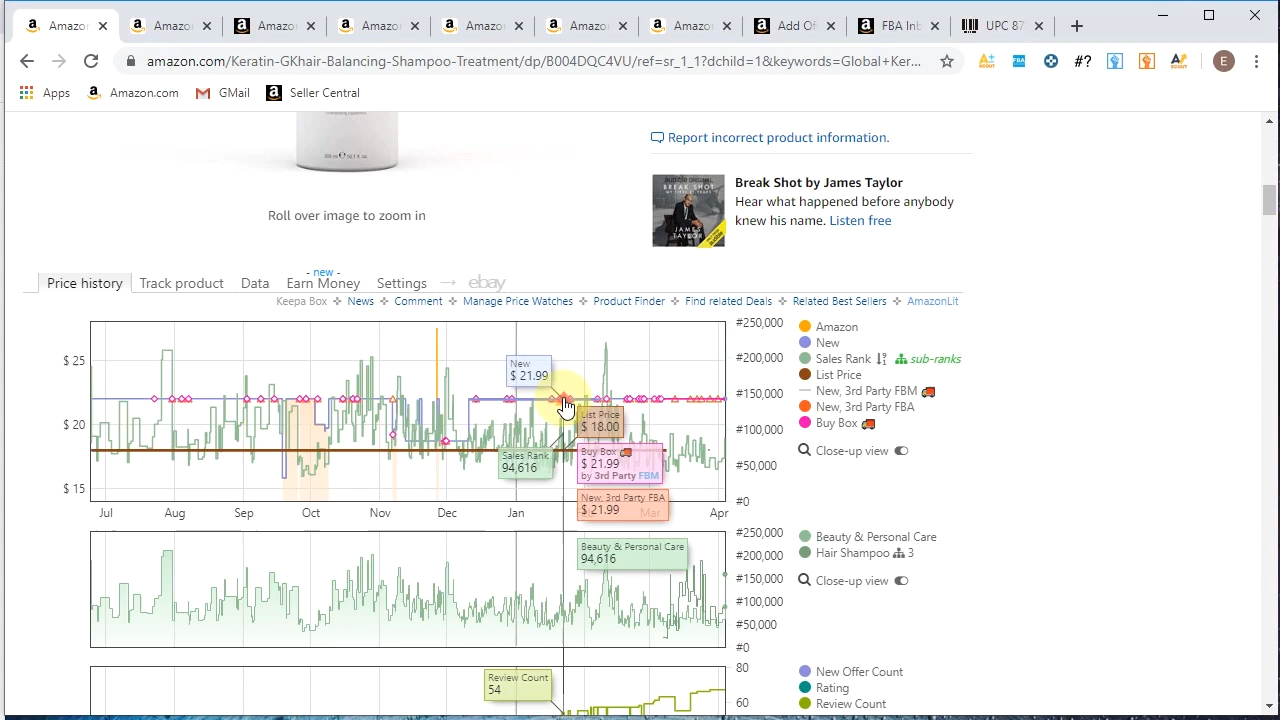 Amazon Amazon Amazon Amazon Amazon Amazon Amazon Add Of FBA Inb UPC 87
amazon.com/Keratin-Hair-Balancing-Shampoo-Treatment/dp/B004DQC4VU/ref=sr_1_1?dchild=1&keywords=Global+Ker...
#?
E
Apps Amazon.com GMail Seller Central
Report incorrect product information.
Break Shot by James Taylor
Hear what happened before anybody
knew his name. Listen free
BREAK SHOT
JAMES
TAYLOR
Roll over image to zoom in
- new -
Price history Track product Data Earn Money Settings → ebay
Keepa Box News Comment Manage Price Watches Product Finder Find related Deals Related Best Sellers AmazonLit
$ 25
$ 20
$ 15
#250,000
#200,000
#150,000
#100,000
#50,000
#0
Amazon
New
Sales Rank sub-ranks
List Price
New, 3rd Party FBM
New, 3rd Party FBA
Buy Box
Close-up view
New
$ 21.99
List Price
$ 18.00
Sales Rank
94,616
Buy Box
$ 21.99
by 3rd Party FBM
New, 3rd Party FBA
$ 21.99
Jul Aug Sep Oct Nov Dec Jan Mar Apr
Beauty & Personal Care
94,616
#250,000
#200,000
#150,000
#100,000
#50,000
#0
Beauty & Personal Care
Hair Shampoo 3
Close-up view
Review Count
54
80
60
New Offer Count
Rating
Review Count